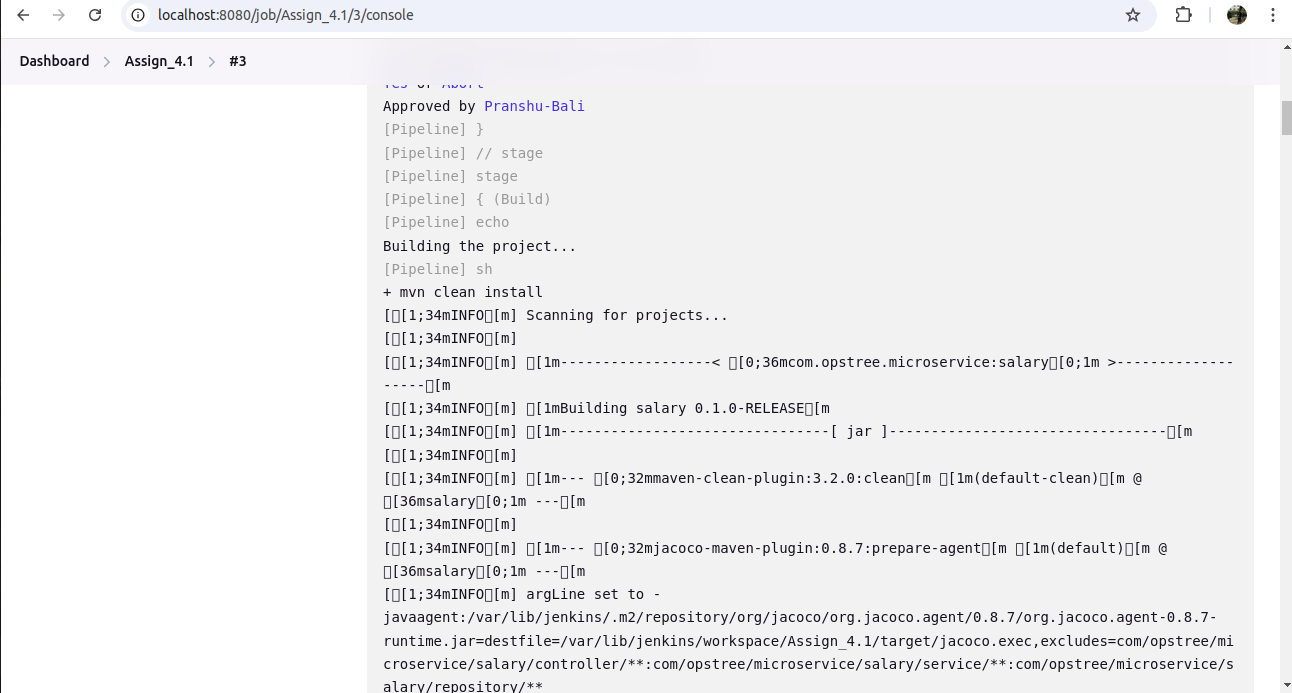 localhost:8080/job/Assign_4.1/3/console
Dashboard > Assign_4.1 > #3
Yes or Abort
Approved by Pranshu-Bali
[Pipeline] }
[Pipeline] // stage
[Pipeline] stage
[Pipeline] { (Build)
[Pipeline] echo
Building the project...
[Pipeline] sh
+ mvn clean install
[□[1;34mINFO□[m] Scanning for projects...
[□[1;34mINFO□[m]
[□[1;34mINFO□[m] □[1m------------------< □[0;36mcom.opstree.microservice:salary□[0;1m >-------------------
-----□[m
[□[1;34mINFO□[m] □[1mBuilding salary 0.1.0-RELEASE□[m
[□[1;34mINFO□[m] □[1m--------------------------------[ jar ]---------------------------------□[m
[□[1;34mINFO□[m]
[□[1;34mINFO□[m] □[1m--- □[0;32mmaven-clean-plugin:3.2.0:clean□[m □[1m(default-clean)□[m @
□[36msalary□[0;1m ---□[m
[□[1;34mINFO□[m]
[□[1;34mINFO□[m] □[1m--- □[0;32mjacoco-maven-plugin:0.8.7:prepare-agent□[m □[1m(default)□[m @
□[36msalary□[0;1m ---□[m
[□[1;34mINFO□[m] argLine set to -
javaagent:/var/lib/jenkins/.m2/repository/org/jacoco/org.jacoco.agent/0.8.7/org.jacoco.agent-0.8.7-
runtime.jar=destfile=/var/lib/jenkins/workspace/Assign_4.1/target/jacoco.exec,excludes=com/opstree/mi
croservice/salary/controller/**:com/opstree/microservice/salary/service/**:com/opstree/microservice/s
alary/repository/**